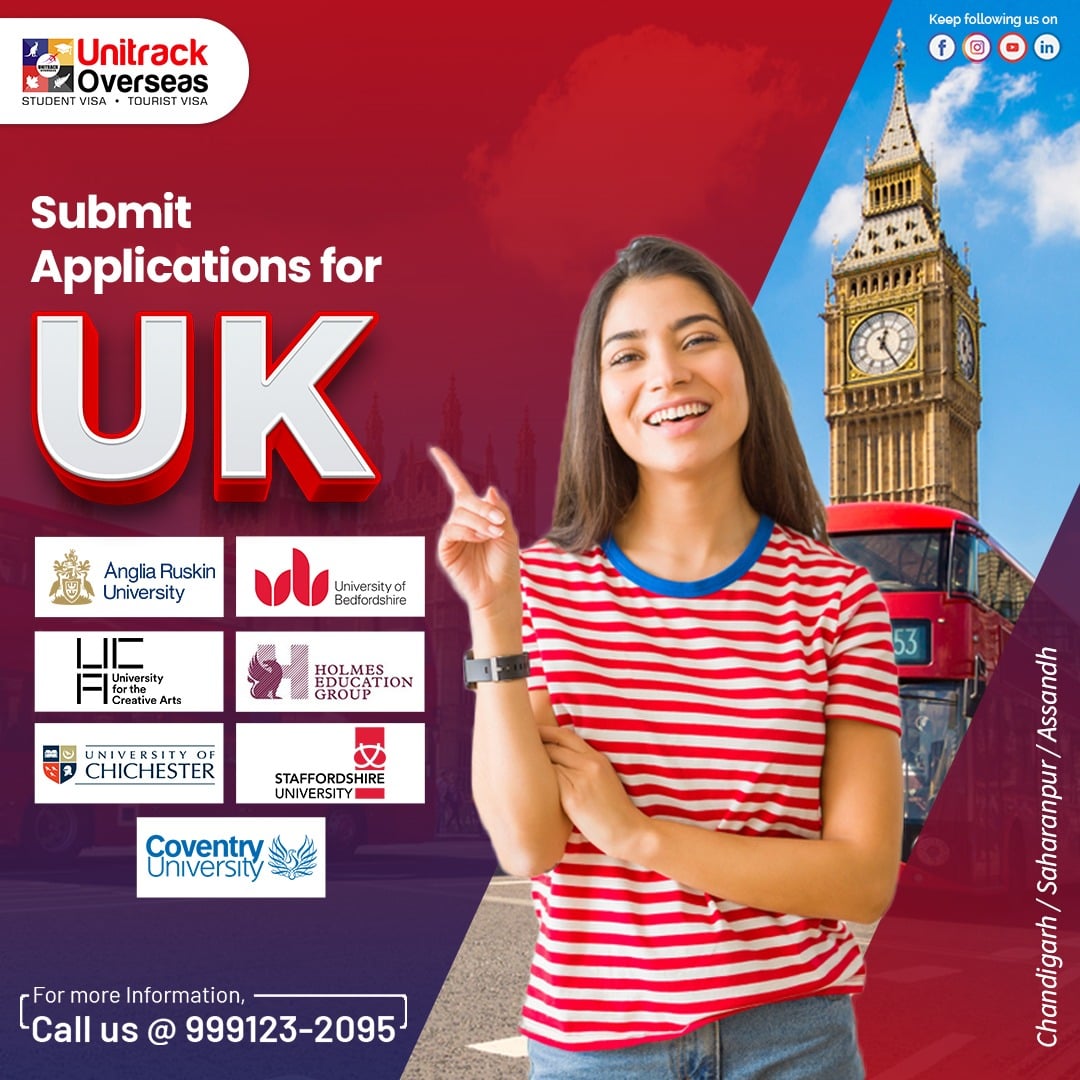 Unitrack
Overseas
STUDENT VISA • TOURIST VISA
Keep following us on
Submit
Applications for
UK
Anglia Ruskin
University
University of
Bedfordshire
UCA
University
for the
Creative Arts
H
HOLMES
EDUCATION
GROUP
UNIVERSITY OF
CHICHESTER
STAFFORDSHIRE
UNIVERSITY
Coventry
University
53
Chandigarh / Saharanpur / Assandh
For more Information,
Call us @ 999123-2095